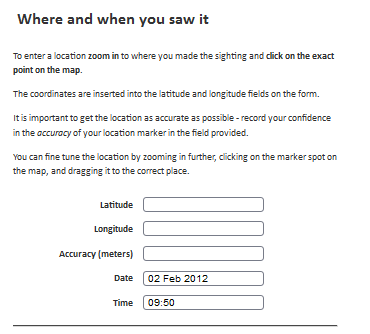 Where and when you saw it
To enter a location zoom in to where you made the sighting and click on the exact
point on the map.
The coordinates are inserted into the latitude and longitude fields on the form.
It is important to get the location as accurate as possible - record your confidence
in the accuracy of your location marker in the field provided.
You can fine tune the location by zooming in further, clicking on the marker spot on
the map, and dragging it to the correct place.
Latitude
Longitude
Accuracy (meters)
Date 02 Feb 2012
Time 09:50